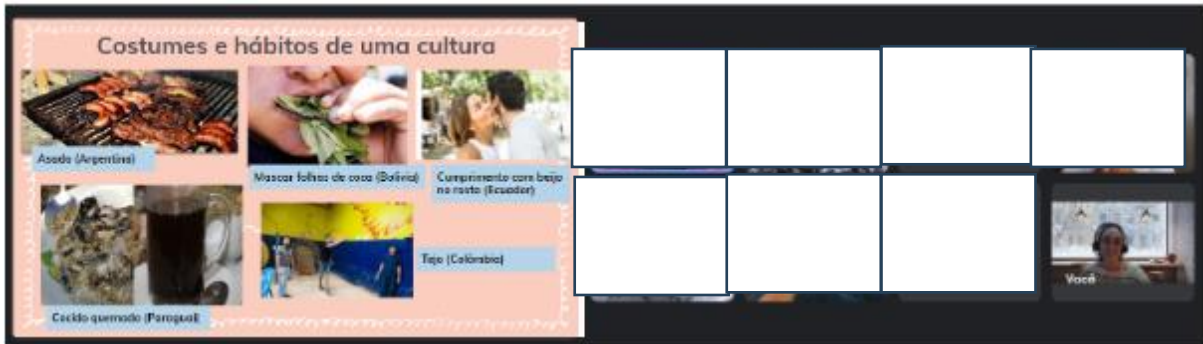 Costumes e hábitos de uma cultura
Asado (Argentina)
Mascar folhas de coca (Bolívia)
Cumprimento com beijo
no rosto (Ecuador)
Tejo (Colômbia)
Cocido quemado (Paraguai)
Você